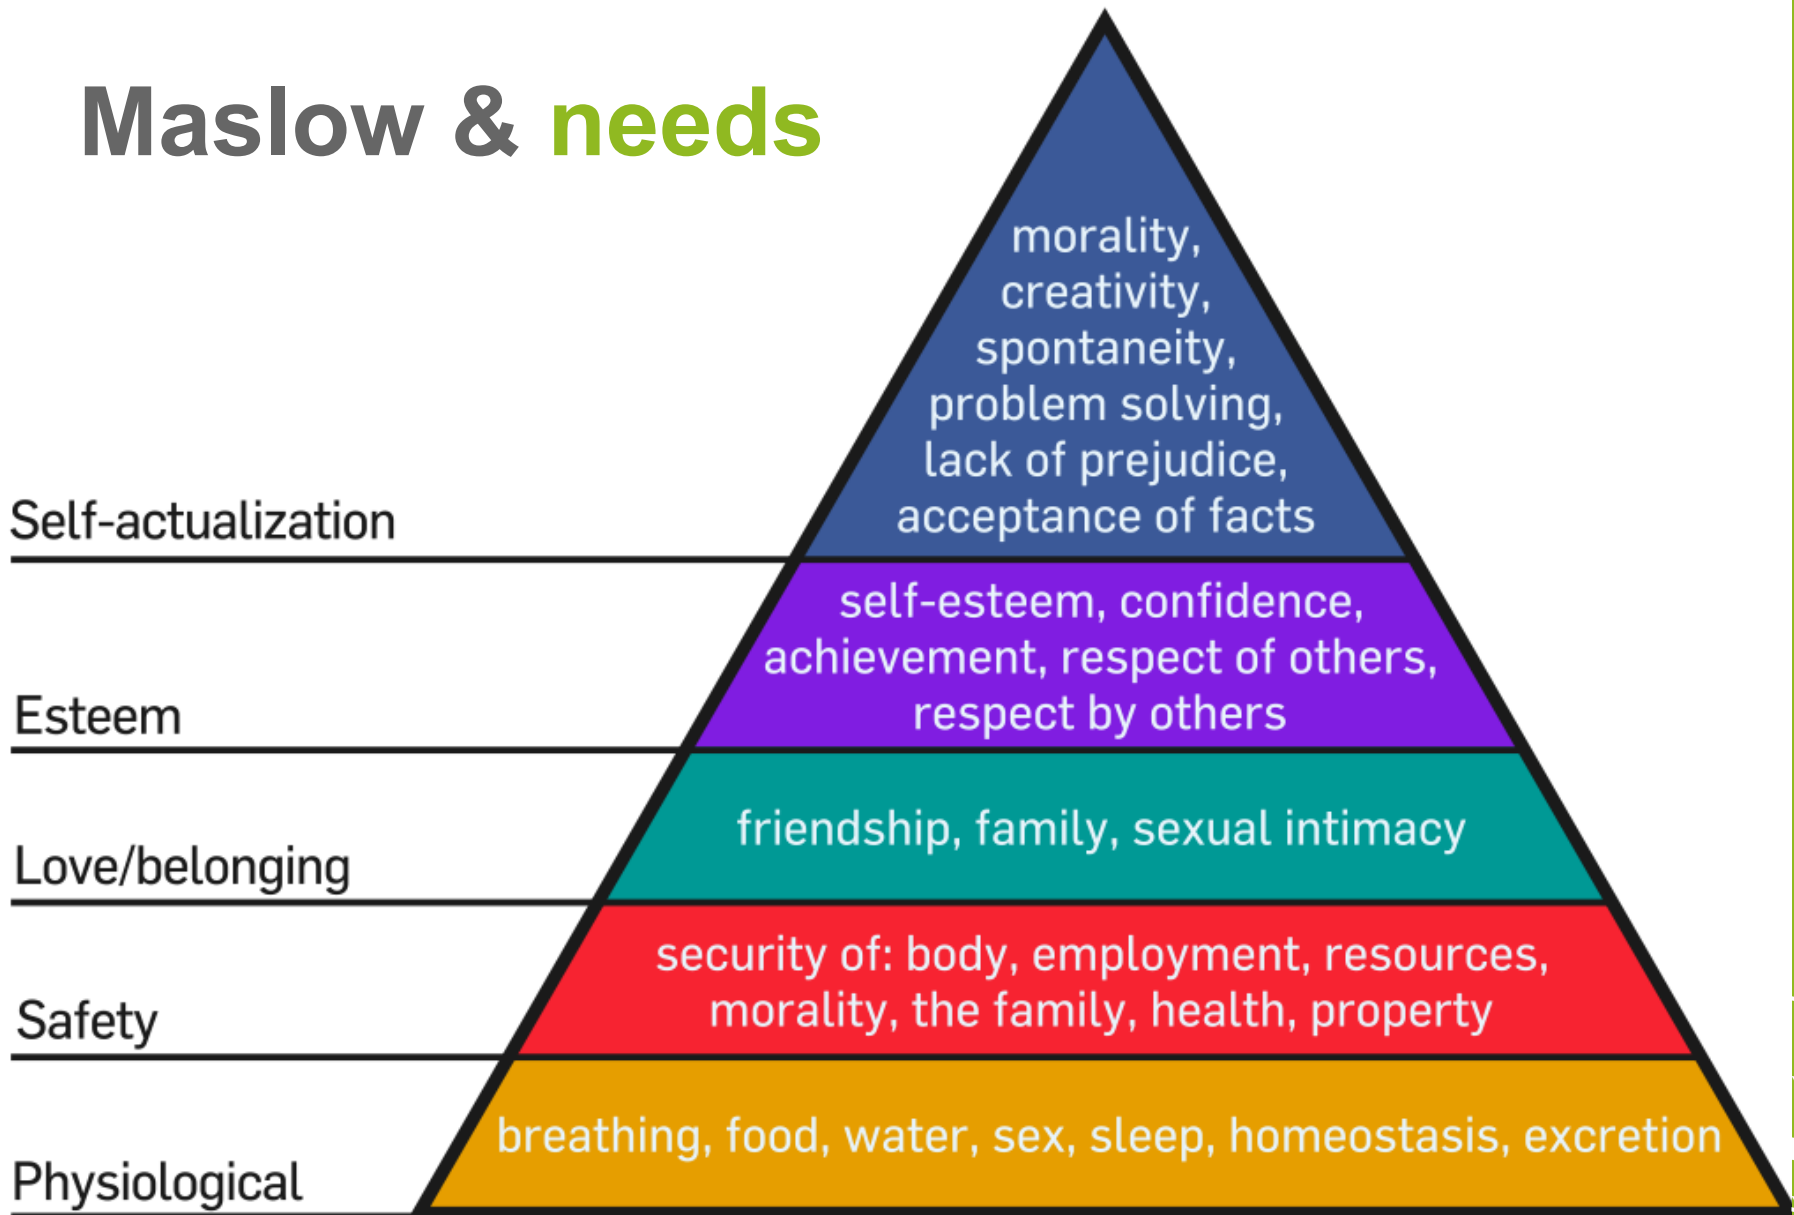 Maslow & needs
morality,
creativity,
spontaneity,
problem solving,
lack of prejudice,
acceptance of facts
Self-actualization
self-esteem, confidence,
achievement, respect of others,
respect by others
Esteem
friendship, family, sexual intimacy
Love/belonging
security of: body, employment, resources,
morality, the family, health, property
Safety
breathing, food, water, sex, sleep, homeostasis, excretion
Physiological